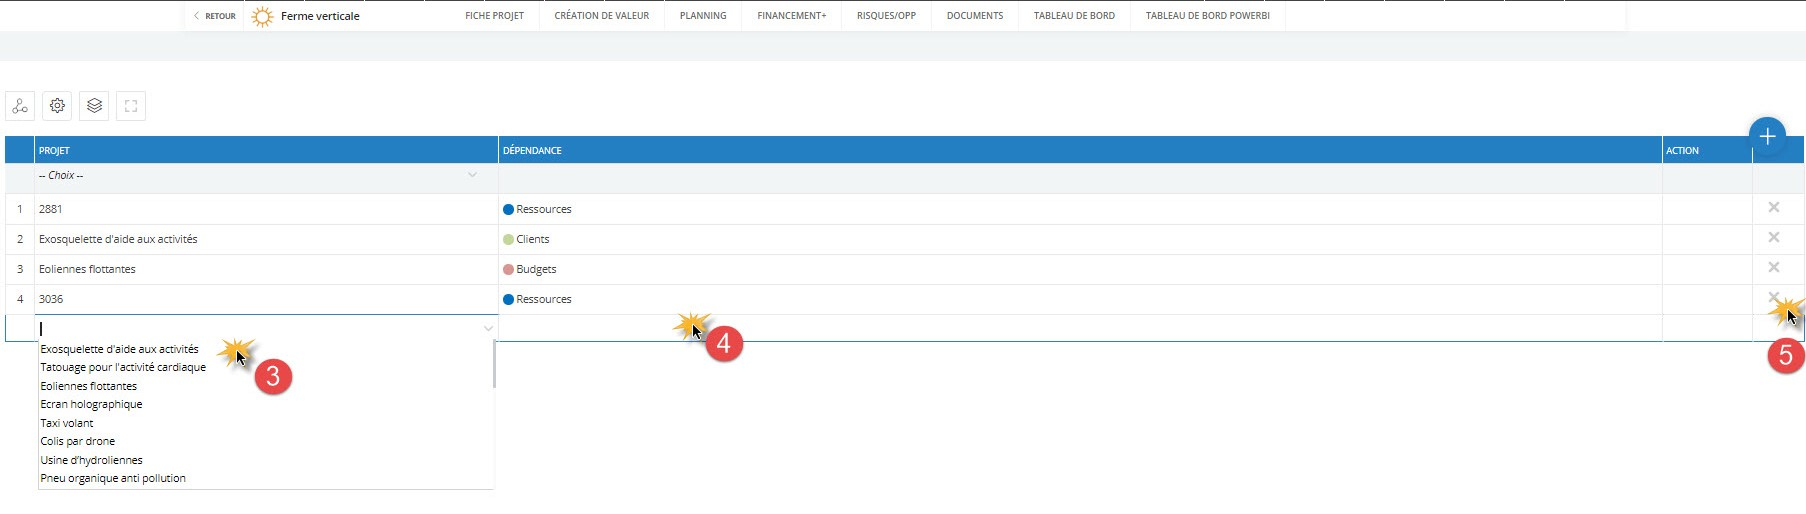 RETOUR Ferme verticale FICHE PROJET CRÉATION DE VALEUR PLANNING FINANCEMENT+ RISQUES/OPP DOCUMENTS TABLEAU DE BORD TABLEAU DE BORD POWERBI
PROJET DÉPENDANCE ACTION
-- Choix --
1 2881 Ressources
2 Exosquelette d'aide aux activités Clients
3 Eoliennes flottantes Budgets
4 3036 Ressources
Exosquelette d'aide aux activités
Tatouage pour l'activité cardiaque
Eoliennes flottantes
Ecran holographique
Taxi volant
Colis par drone
Usine d’hydroliennes
Pneu organique anti pollution
3
4
5